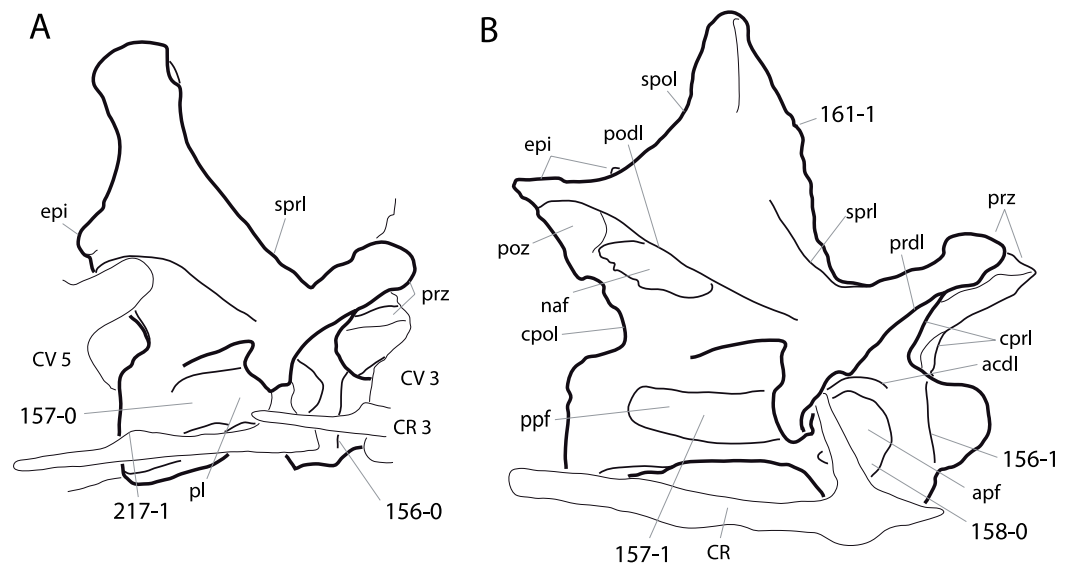 A
epi
sprl
prz
CV 5
CV 3
157-0
CR 3
217-1
pl
156-0
B
spol
161-1
podl
epi
sprl
prz
poz
prdl
naf
cpol
cprl
acdl
ppf
156-1
apf
158-0
157-1
CR